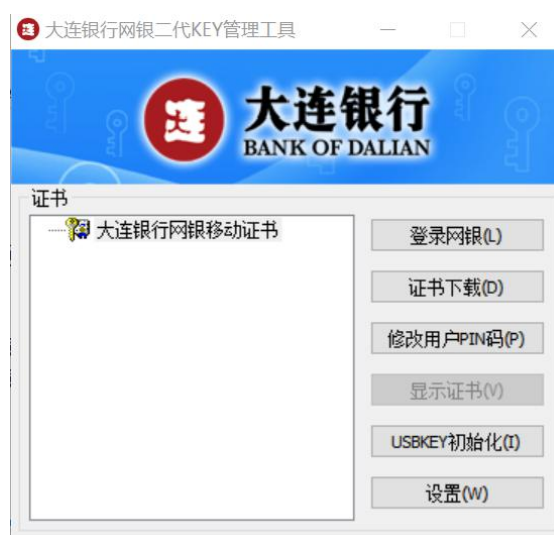 大连银行网银二代KEY管理工具
大连银行
BANK OF DALIAN
证书
大连银行网银移动证书
登录网银(L)
证书下载(D)
修改用户PIN码(P)
显示证书(V)
USBKEY初始化(I)
设置(W)